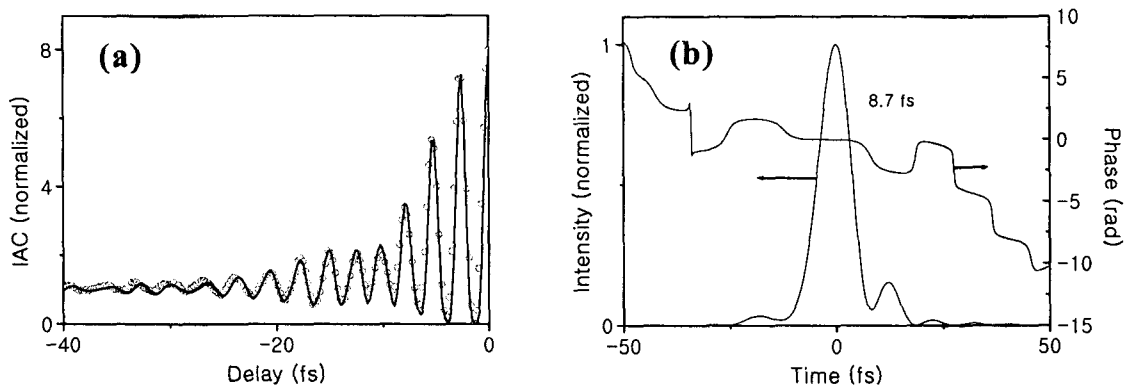 (a)
IAC (normalized)
8
4
0
-40
-20
0
Delay (fs)
(b)
8.7 fs
Intensity (normalized)
1
0
-50
0
50
Time (fs)
10
5
0
-5
-10
-15
Phase (rad)